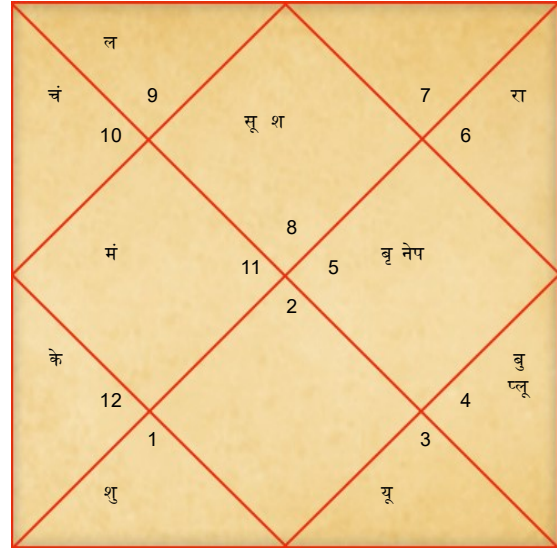 ल
चं 9 7 रा
10 सू श 6
8
मं 11 5 बृ नेप
2
के बु
प्लू
12 4
1 3
शु यू